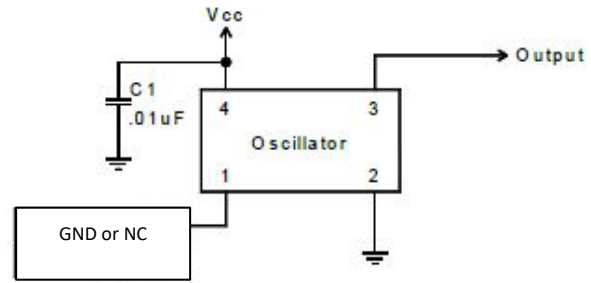 Vcc
Output
C1
.01uF
4 3
Oscillator
1 2
GND or NC